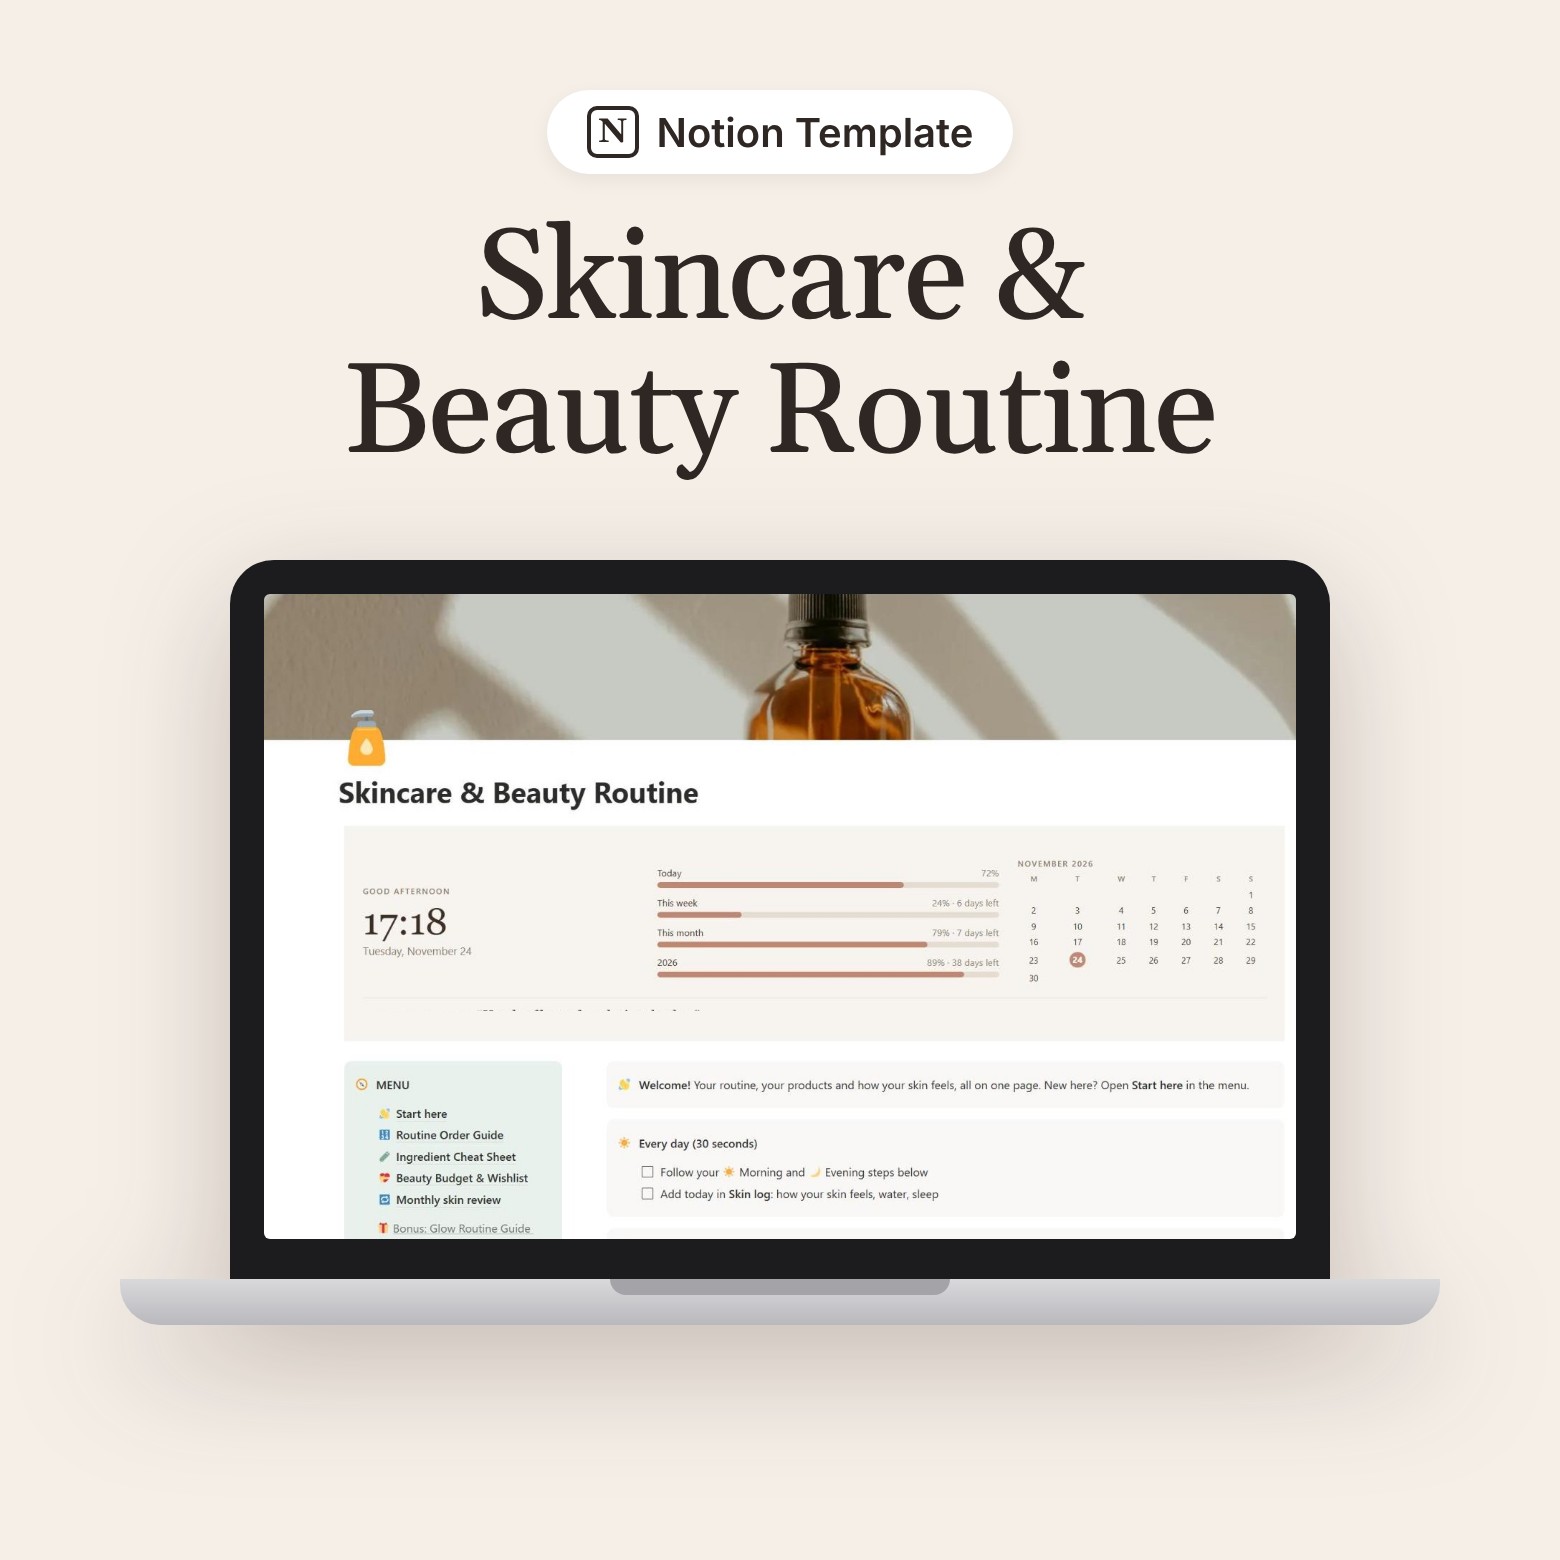 N Notion Template
Skincare &
Beauty Routine
Skincare & Beauty Routine
GOOD AFTERNOON
17:18
Tuesday, November 24
Today 72%
This week 24% · 6 days left
This month 79% · 7 days left
2026 89% · 38 days left
NOVEMBER 2026
M T W T F S S
1
2 3 4 5 6 7 8
9 10 11 12 13 14 15
16 17 18 19 20 21 22
23 24 25 26 27 28 29
30
MENU
Start here
Routine Order Guide
Ingredient Cheat Sheet
Beauty Budget & Wishlist
Monthly skin review
Bonus: Glow Routine Guide
Welcome! Your routine, your products and how your skin feels, all on one page. New here? Open Start here in the menu.
Every day (30 seconds)
Follow your ☀️ Morning and 🌙 Evening steps below
Add today in Skin log: how your skin feels, water, sleep